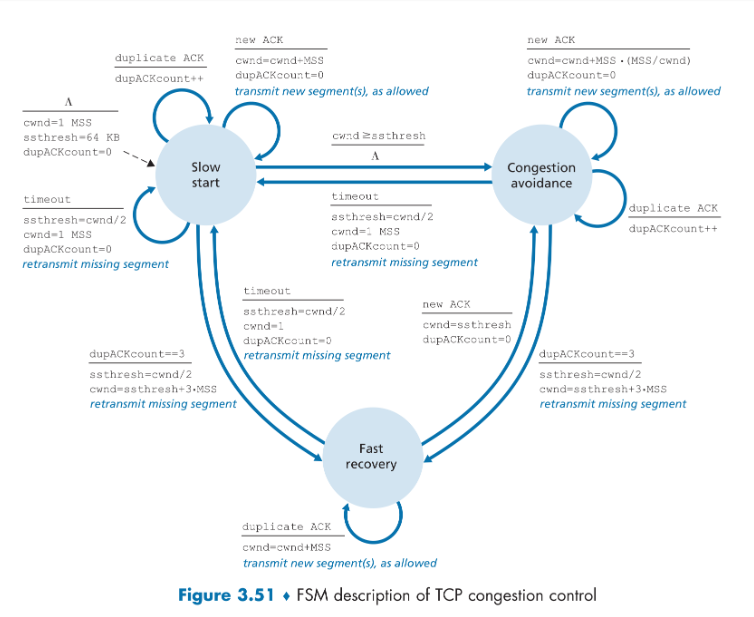 duplicate ACK
dupACKcount++
new ACK
cwnd=cwnd+MSS
dupACKcount=0
transmit new segment(s), as allowed
new ACK
cwnd=cwnd+MSS •(MSS/cwnd)
dupACKcount=0
transmit new segment(s), as allowed
Λ
cwnd=1 MSS
ssthresh=64 KB
dupACKcount=0
Slow
start
cwnd≥ssthresh
Λ
Congestion
avoidance
timeout
ssthresh=cwnd/2
cwnd=1 MSS
dupACKcount=0
retransmit missing segment
timeout
ssthresh=cwnd/2
cwnd=1 MSS
dupACKcount=0
retransmit missing segment
duplicate ACK
dupACKcount++
timeout
ssthresh=cwnd/2
cwnd=1
dupACKcount=0
retransmit missing segment
new ACK
cwnd=ssthresh
dupACKcount=0
dupACKcount==3
ssthresh=cwnd/2
cwnd=ssthresh+3•MSS
retransmit missing segment
dupACKcount==3
ssthresh=cwnd/2
cwnd=ssthresh+3•MSS
retransmit missing segment
Fast
recovery
duplicate ACK
cwnd=cwnd+MSS
transmit new segment(s), as allowed
Figure 3.51 ♦ FSM description of TCP congestion control